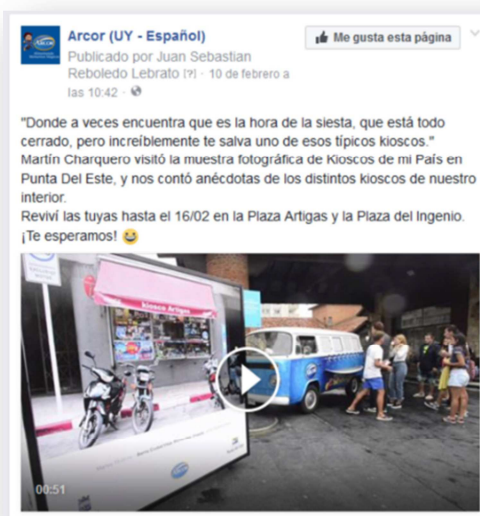 Arcor (UY - Español)
Me gusta esta página
Publicado por Juan Sebastian
Reboledo Lebrato [?] · 10 de febrero a
las 10:42 ·
"Donde a veces encuentra que es la hora de la siesta, que está todo
cerrado, pero increíblemente te salva uno de esos típicos kioscos."
Martín Charquero visitó la muestra fotográfica de Kioscos de mi País en
Punta Del Este, y nos contó anécdotas de los distintos kioscos de nuestro
interior.
Reviví las tuyas hasta el 16/02 en la Plaza Artigas y la Plaza del Ingenio.
¡Te esperamos! 😀
kiosco Artigas
00:51